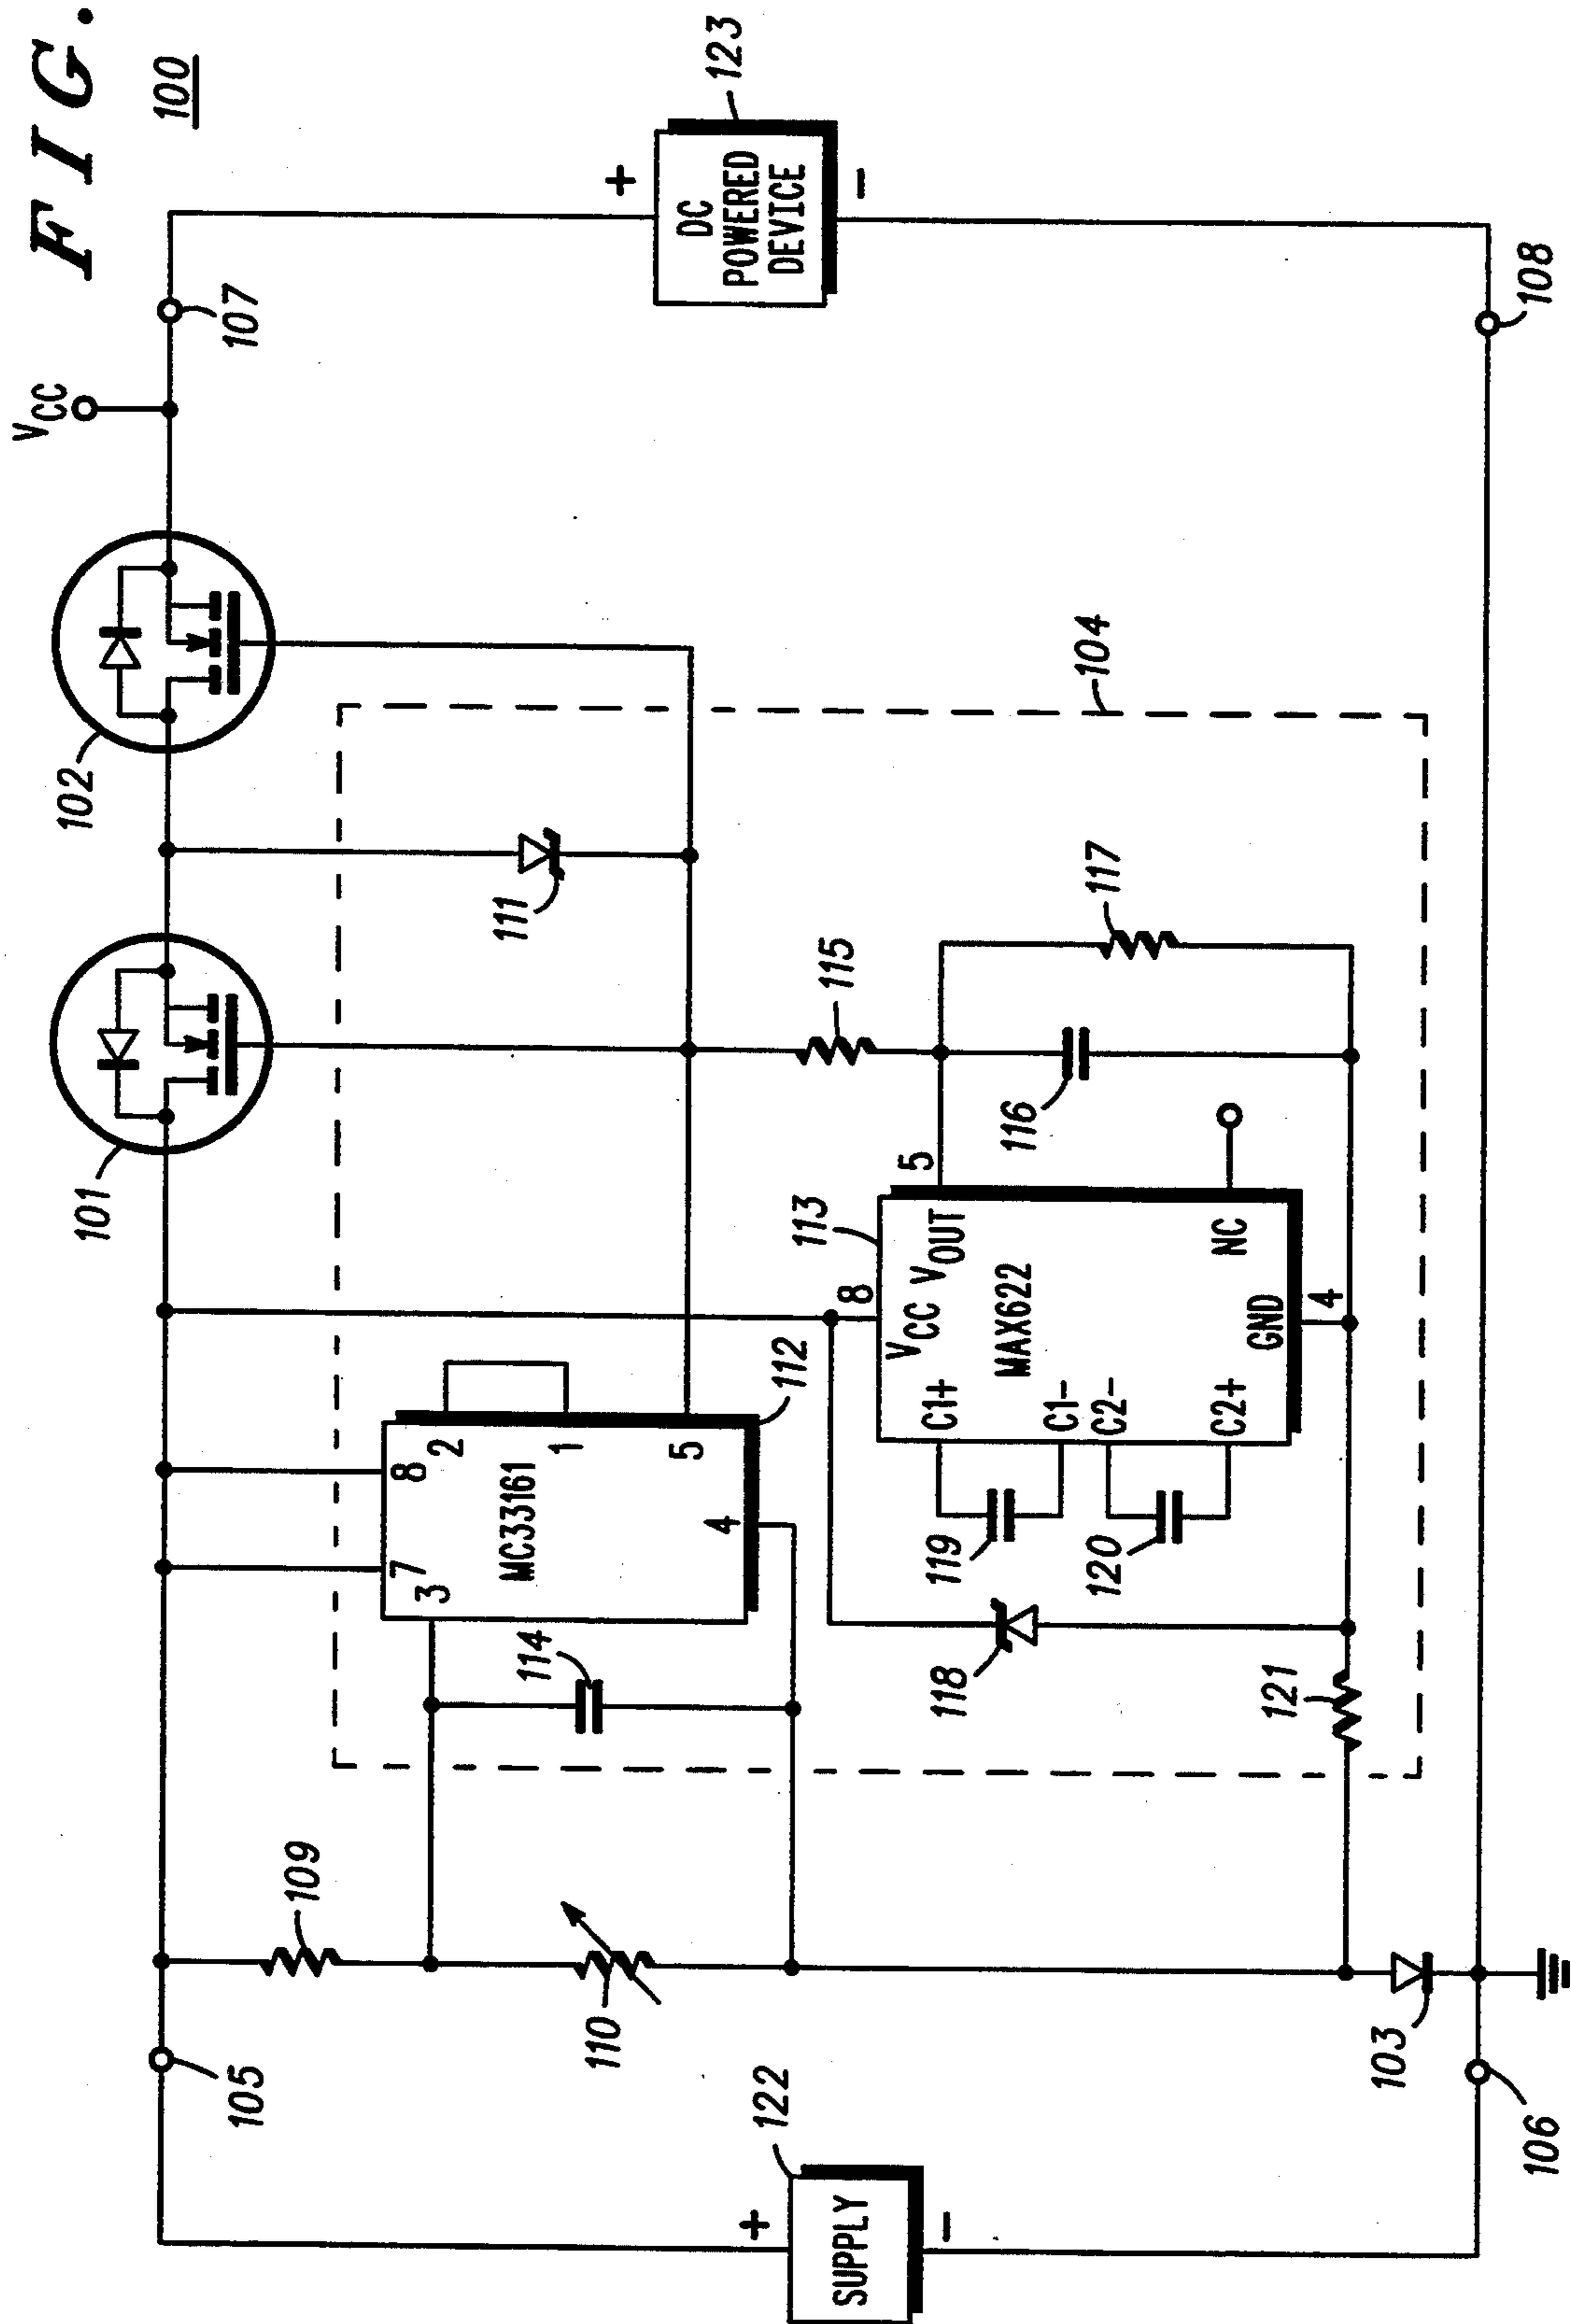 FIG.
100
VCC
107
102
101
105
109
110
103
106
108
104
111
112
113
114
115
116
117
118
119
120
121
122
123
SUPPLY
+
-
DC
POWERED
DEVICE
+
-
MC33161
7
8
3
2
1
5
4
MAX622
8
VCC
VOUT
5
C1+
C1-
C2-
C2+
NC
GND
4